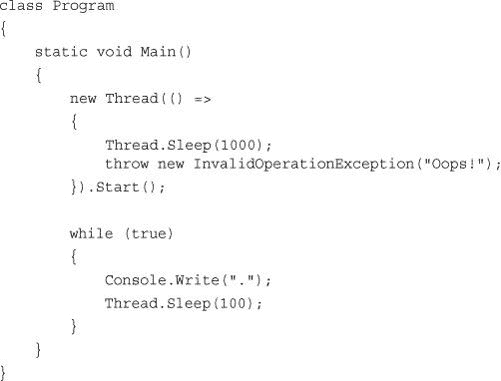 class Program
{
    static void Main()
    {
        new Thread(() =>
        {
            Thread.Sleep(1000);
            throw new InvalidOperationException("Oops!");
        }).Start();

        while (true)
        {
            Console.Write(".");
            Thread.Sleep(100);
        }
    }
}